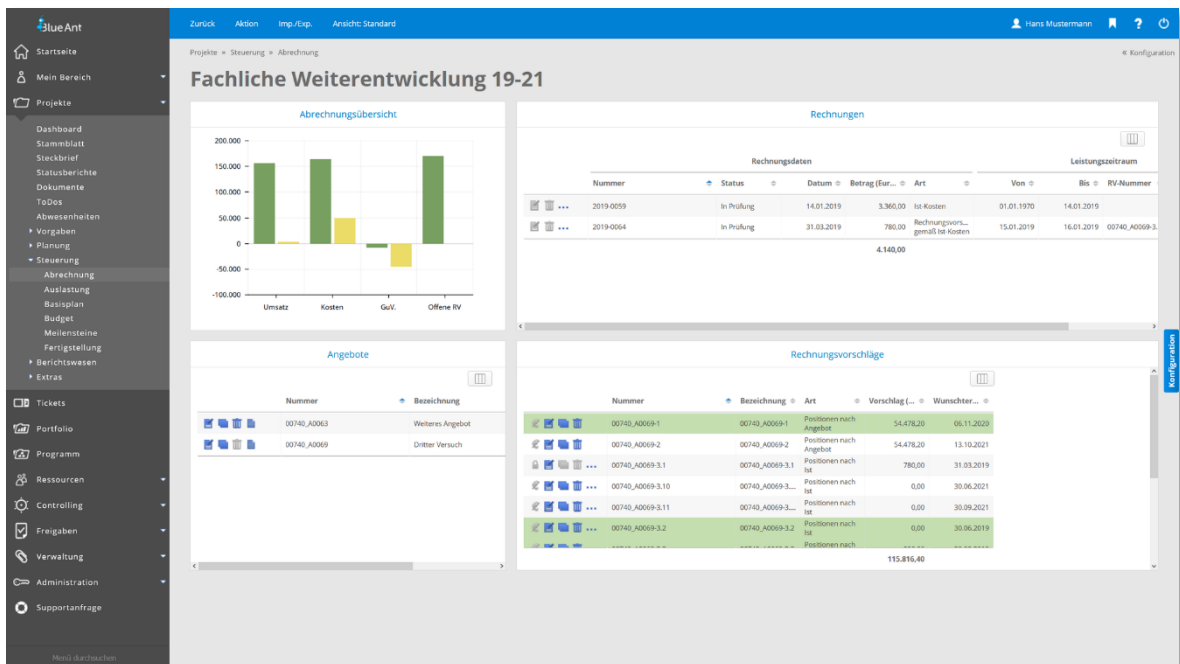 Blue Ant
Zurück Aktion Imp./Exp. Ansicht: Standard
Hans Mustermann ?
Startseite
Mein Bereich
Projekte
Dashboard
Stammblatt
Steckbrief
Statusberichte
Dokumente
ToDos
Abwesenheiten
Vorgaben
Planung
Steuerung
Abrechnung
Auslastung
Basisplan
Budget
Meilensteine
Fertigstellung
Berichtswesen
Extras
Tickets
Portfolio
Programm
Ressourcen
Controlling
Freigaben
Verwaltung
Administration
Supportanfrage
Menü durchsuchen
Projekte » Steuerung » Abrechnung
« Konfiguration
Fachliche Weiterentwicklung 19-21
Abrechnungsübersicht
200.000
150.000
100.000
50.000
0
-50.000
-100.000
Umsatz Kosten GuV. Offene RV
Rechnungen
Rechnungsdaten Leistungszeitraum
Nummer Status Datum Betrag (Eur... Art Von Bis RV-Nummer
... 2019-0059 In Prüfung 14.01.2019 3.360,00 Ist-Kosten 01.01.1970 14.01.2019
... 2019-0064 In Prüfung 31.03.2019 780,00 Rechnungsvors... gemäß Ist-Kosten 15.01.2019 16.01.2019 00740_A0069-3.
4.140,00
Angebote
Nummer Bezeichnung
00740_A0063 Weiteres Angebot
00740_A0069 Dritter Versuch
Rechnungsvorschläge
Nummer Bezeichnung Art Vorschlag (... Wunschter...
00740_A0069-1 00740_A0069-1 Positionen nach Angebot 54.478,20 06.11.2020
00740_A0069-2 00740_A0069-2 Positionen nach Angebot 54.478,20 13.10.2021
... 00740_A0069-3.1 00740_A0069-3.1 Positionen nach Ist 780,00 31.03.2019
... 00740_A0069-3.10 00740_A0069-3.... Positionen nach Ist 0,00 30.06.2021
... 00740_A0069-3.11 00740_A0069-3.... Positionen nach Ist 0,00 30.09.2021
... 00740_A0069-3.2 00740_A0069-3.2 Positionen nach Ist 0,00 30.06.2019
Positionen nach
115.816,40
Konfiguration